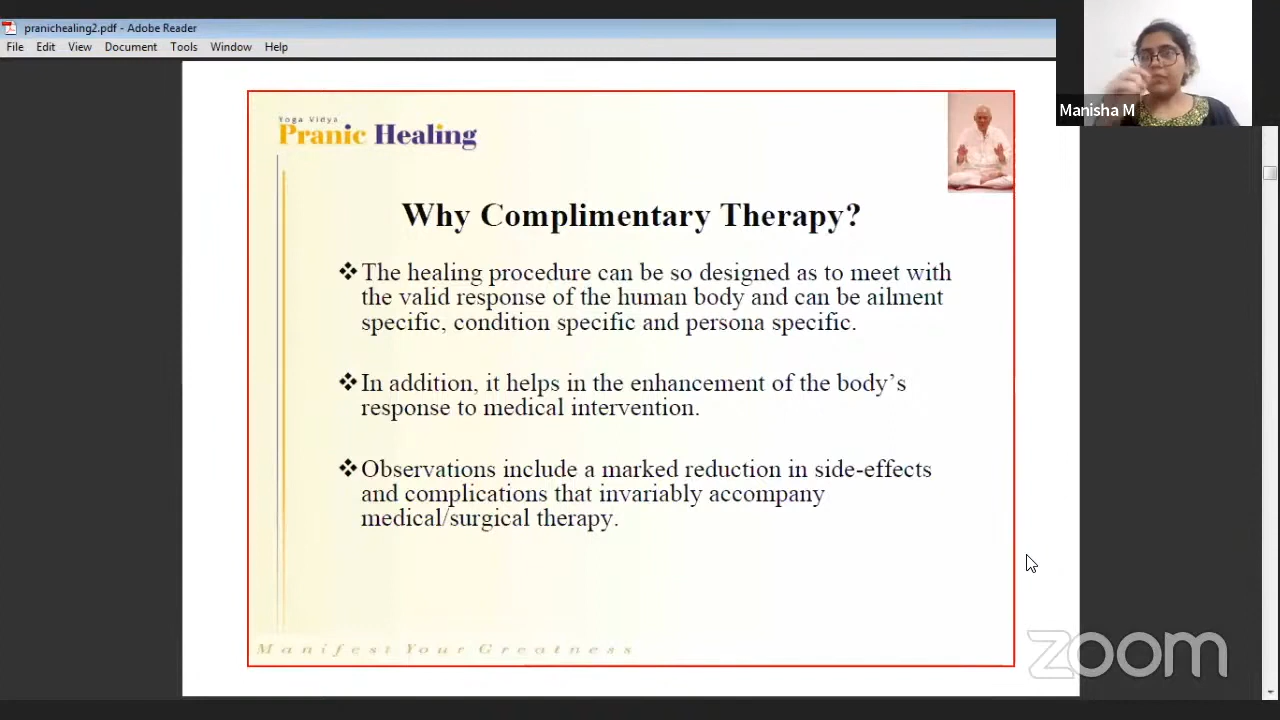 pranichealing2.pdf - Adobe Reader
File Edit View Document Tools Window Help
Manisha M
Yoga Vidya
Pranic Healing
Why Complimentary Therapy?
❖The healing procedure can be so designed as to meet with
the valid response of the human body and can be ailment
specific, condition specific and persona specific.
❖In addition, it helps in the enhancement of the body's
response to medical intervention.
❖Observations include a marked reduction in side-effects
and complications that invariably accompany
medical/surgical therapy.
Manifest Your Greatness
zoom